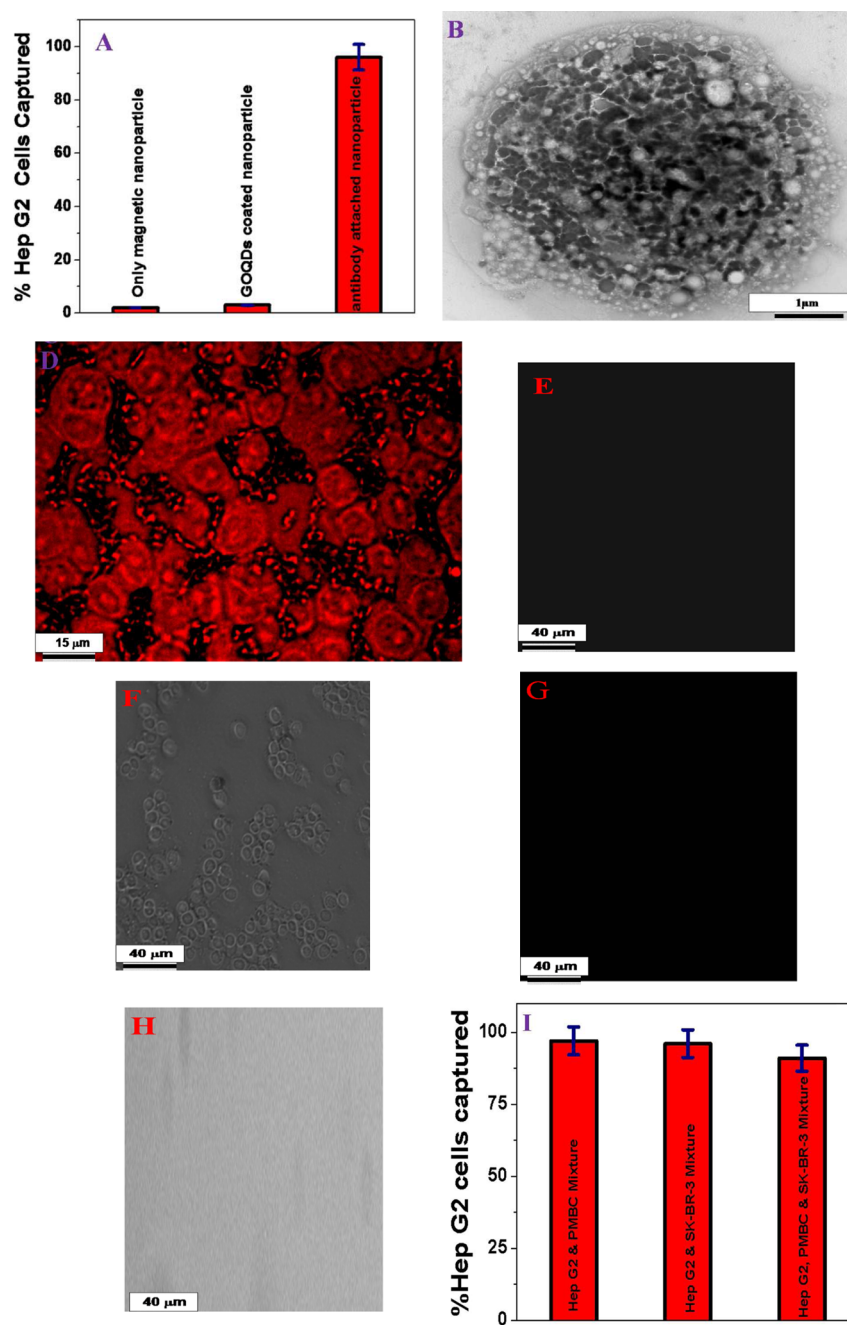 A
% Hep G2 Cells Captured
100
80
60
40
20
0
Only magnetic nanoparticle
GOQDs coated nanoparticle
antibody attached nanoparticle
B
1μm
D
15 μm
E
40 μm
F
40 μm
G
40 μm
H
40 μm
I
%Hep G2 cells captured
100
75
50
25
0
Hep G2 & PMBC Mixture
Hep G2 & SK-BR-3 Mixture
Hep G2, PMBC & SK-BR-3 Mixture